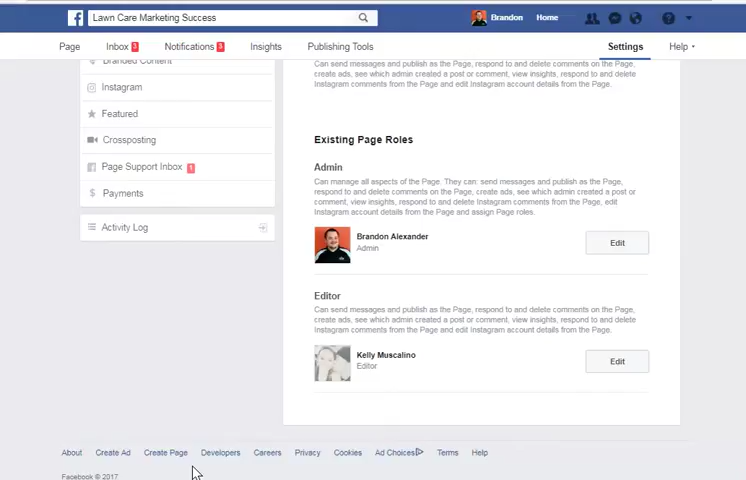 Lawn Care Marketing Success
Brandon
Home
Page
Inbox 3
Notifications 5
Insights
Publishing Tools
Settings
Help
Branded Content
Instagram
Featured
Crossposting
Page Support Inbox 1
Payments
Activity Log
Can send messages and publish as the Page, respond to and delete comments on the Page,
create ads, see which admin created a post or comment, view insights, respond to and delete
Instagram comments from the Page and edit Instagram account details from the Page.
Existing Page Roles
Admin
Can manage all aspects of the Page. They can: send messages and publish as the Page,
respond to and delete comments on the Page, create ads, see which admin created a post or
comment, view insights, respond to and delete Instagram comments from the Page, edit
Instagram account details from the Page and assign Page roles.
Brandon Alexander
Admin
Edit
Editor
Can send messages and publish as the Page, respond to and delete comments on the Page,
create ads, see which admin created a post or comment, view insights, respond to and delete
Instagram comments from the Page and edit Instagram account details from the Page.
Kelly Muscalino
Editor
Edit
About Create Ad Create Page Developers Careers Privacy Cookies Ad Choices Terms Help
Facebook © 2017